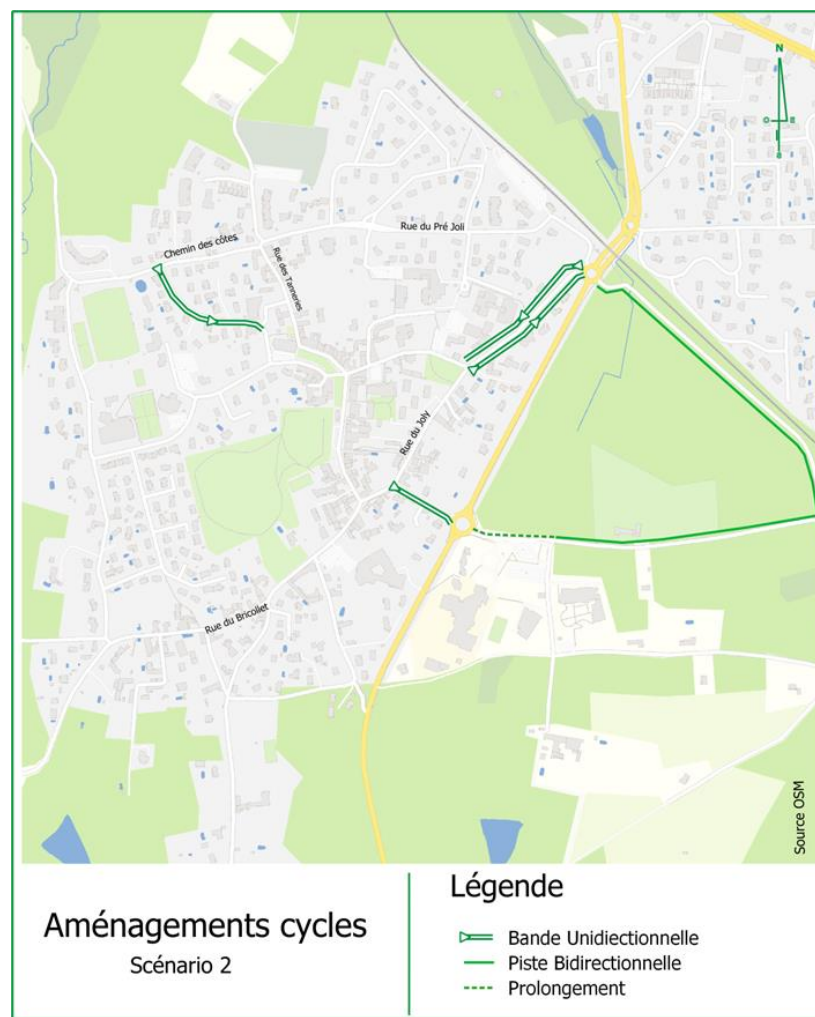 N
O
E
S
Rue du Pré Joli
Chemin des côtes
Rue des Tanneries
Rue du Joly
Rue du Bricollet
Source OSM
Aménagements cycles
Scénario 2
Légende
Bande Unidiectionnelle
Piste Bidirectionnelle
Prolongement